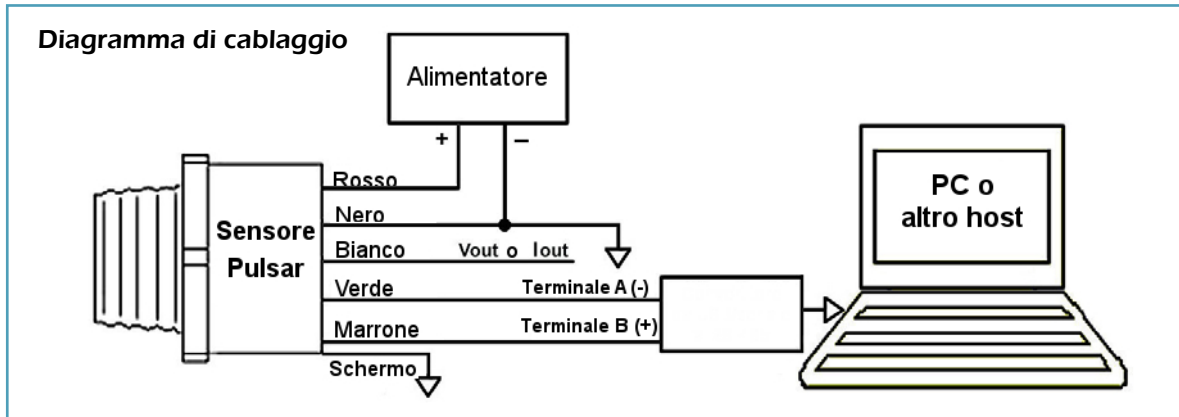 Diagramma di cablaggio
Alimentatore
+ –
Rosso
Nero
Bianco
Vout o Iout
Verde
Terminale A (-)
Marrone
Terminale B (+)
Schermo
Sensore
Pulsar
PC o
altro host